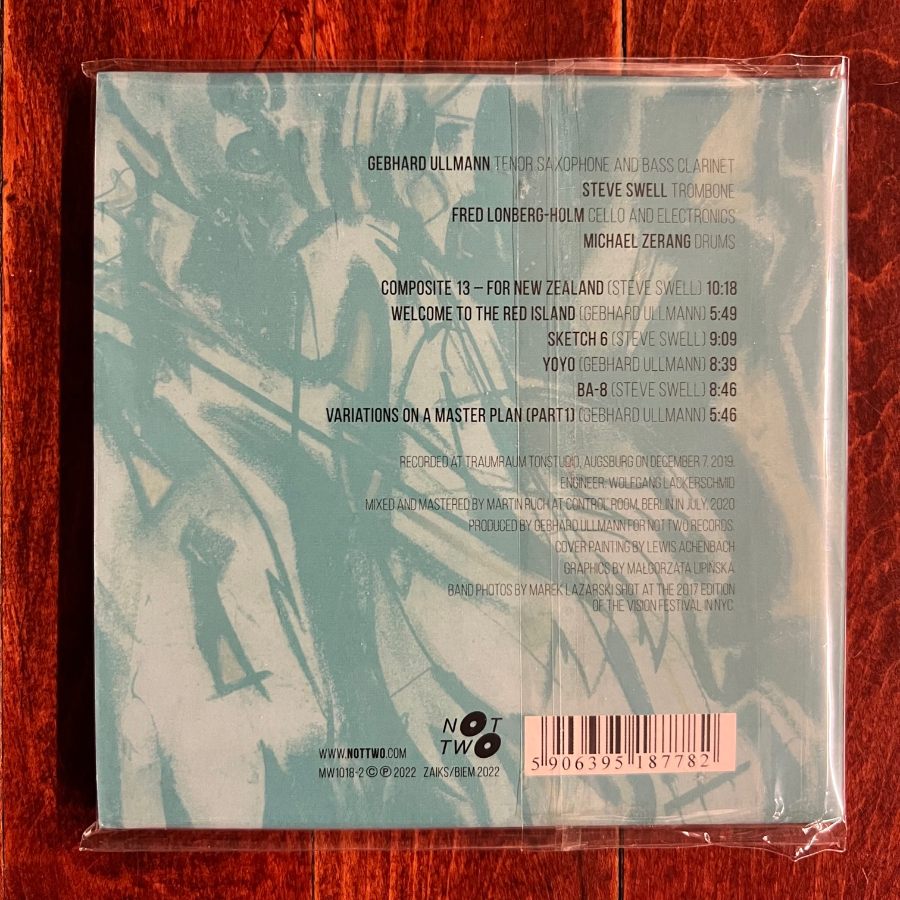 GEBHARD ULLMANN TENOR SAXOPHONE AND BASS CLARINET
STEVE SWELL TROMBONE
FRED LONBERG-HOLM CELLO AND ELECTRONICS
MICHAEL ZERANG DRUMS
COMPOSITE 13 – FOR NEW ZEALAND (STEVE SWELL) 10:18
WELCOME TO THE RED ISLAND (GEBHARD ULLMANN) 5:49
SKETCH 6 (STEVE SWELL) 9:09
YOYO (GEBHARD ULLMANN) 8:39
BA-8 (STEVE SWELL) 8:46
VARIATIONS ON A MASTER PLAN (PART1) (GEBHARD ULLMANN) 5:46
RECORDED AT TRAUMRAUM TONSTUDIO, AUGSBURG ON DECEMBER 7, 2019.
ENGINEER: WOLFGANG LACKERSCHMID
MIXED AND MASTERED BY MARTIN RUCH AT CONTROL ROOM, BERLIN IN JULY, 2020
PRODUCED BY GEBHARD ULLMANN FOR NOT TWO RECORDS.
COVER PAINTING BY LEWIS ACHENBACH
GRAPHICS BY MAŁGORZATA LIPIŃSKA
BAND PHOTOS BY MAREK LAZARSKI SHOT AT THE 2017 EDITION
OF THE VISION FESTIVAL IN NYC.
NOT
TWO
WWW.NOTTWO.COM
MW1018-2 © ℗ 2022 ZAIKS/BIEM 2022
5 906395 187782